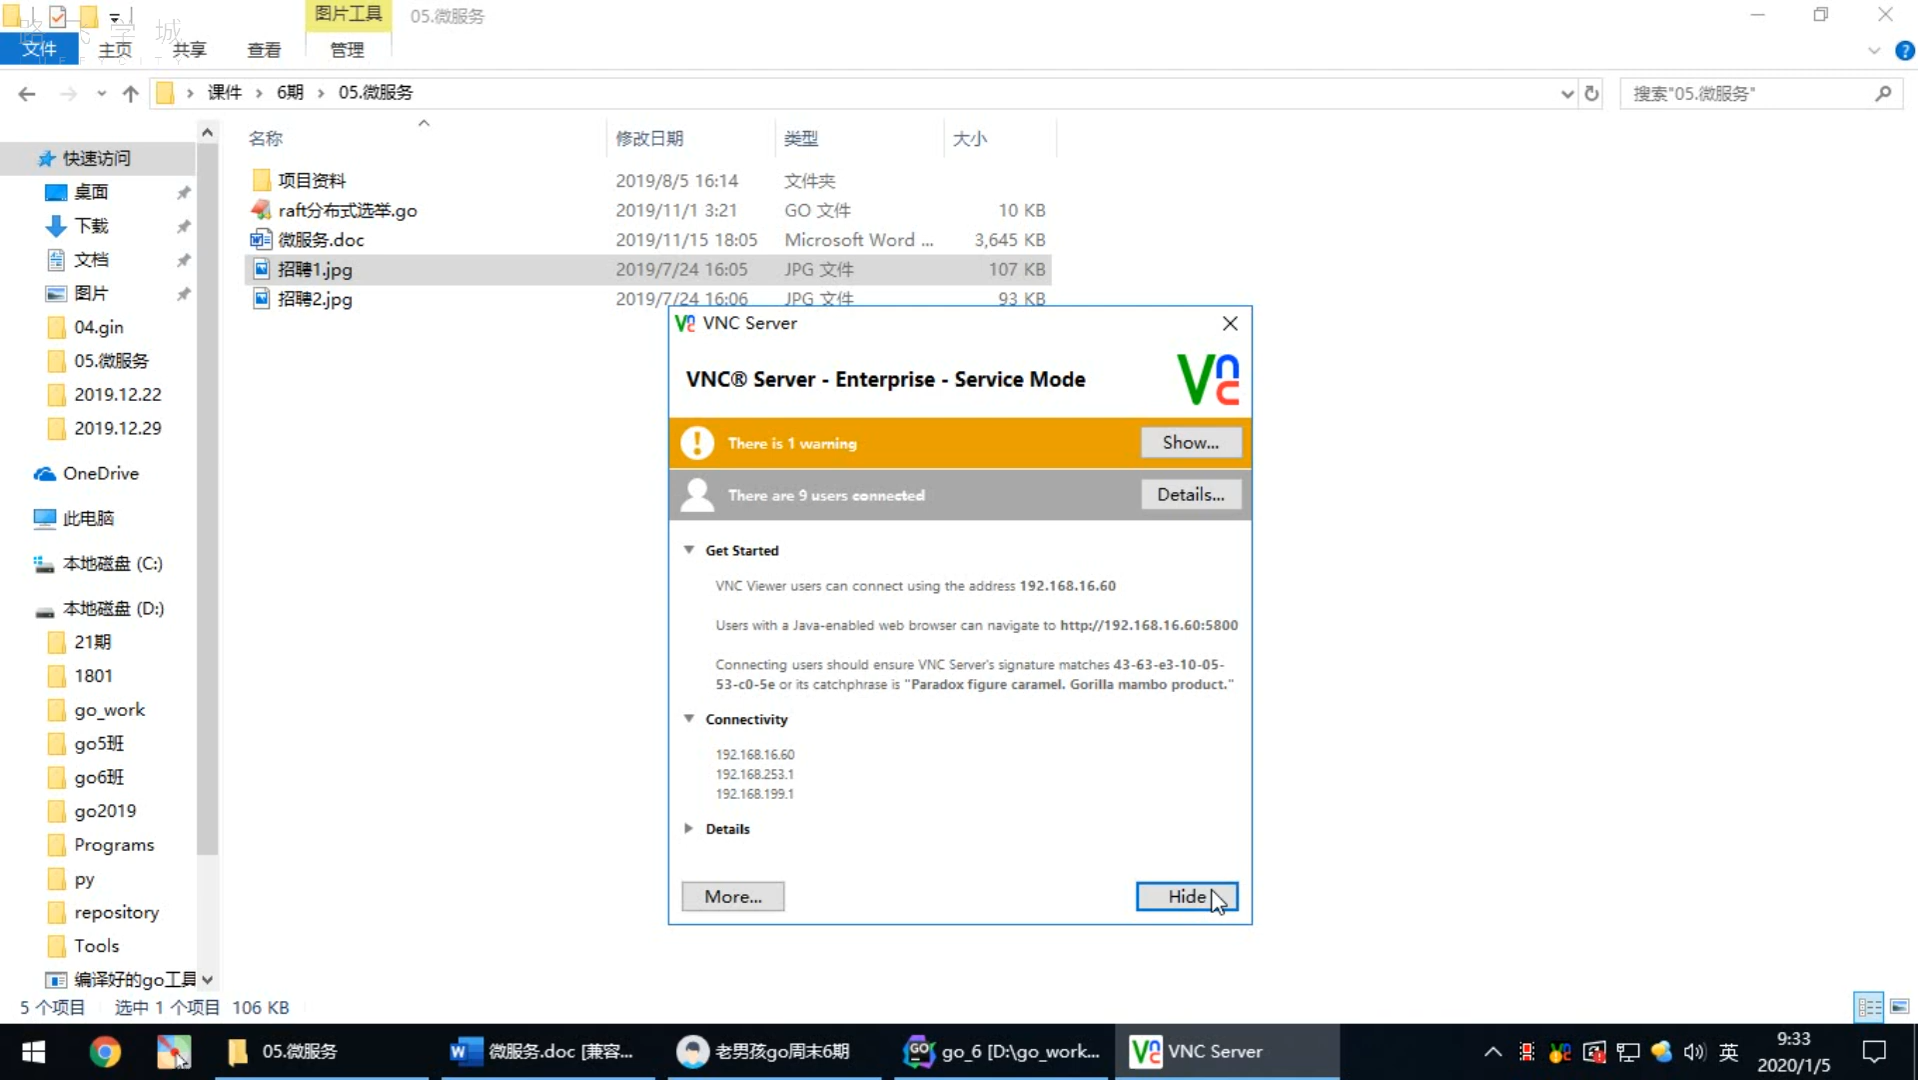 图片工具
05.微服务
文件
主页
共享
查看
管理
课件 › 6期 › 05.微服务
搜索"05.微服务"
名称
修改日期
类型
大小
项目资料
2019/8/5 16:14
文件夹
raft分布式选举.go
2019/11/1 3:21
GO 文件
10 KB
微服务.doc
2019/11/15 18:05
Microsoft Word ...
3,645 KB
招聘1.jpg
2019/7/24 16:05
JPG 文件
107 KB
招聘2.jpg
2019/7/24 16:06
JPG 文件
93 KB
快速访问
桌面
下载
文档
图片
04.gin
05.微服务
2019.12.22
2019.12.29
OneDrive
此电脑
本地磁盘 (C:)
本地磁盘 (D:)
21期
1801
go_work
go5班
go6班
go2019
Programs
py
repository
Tools
编译好的go工具
VNC Server
VNC® Server - Enterprise - Service Mode
There is 1 warning
Show...
There are 9 users connected
Details...
Get Started
VNC Viewer users can connect using the address 192.168.16.60
Users with a Java-enabled web browser can navigate to http://192.168.16.60:5800
Connecting users should ensure VNC Server's signature matches 43-63-e3-10-05-
53-c0-5e or its catchphrase is "Paradox figure caramel. Gorilla mambo product."
Connectivity
192.168.16.60
192.168.253.1
192.168.199.1
Details
More...
Hide
5 个项目
选中 1 个项目 106 KB
05.微服务
微服务.doc [兼容...
老男孩go周末6期
go_6 [D:\go_work...
VNC Server
英
9:33
2020/1/5